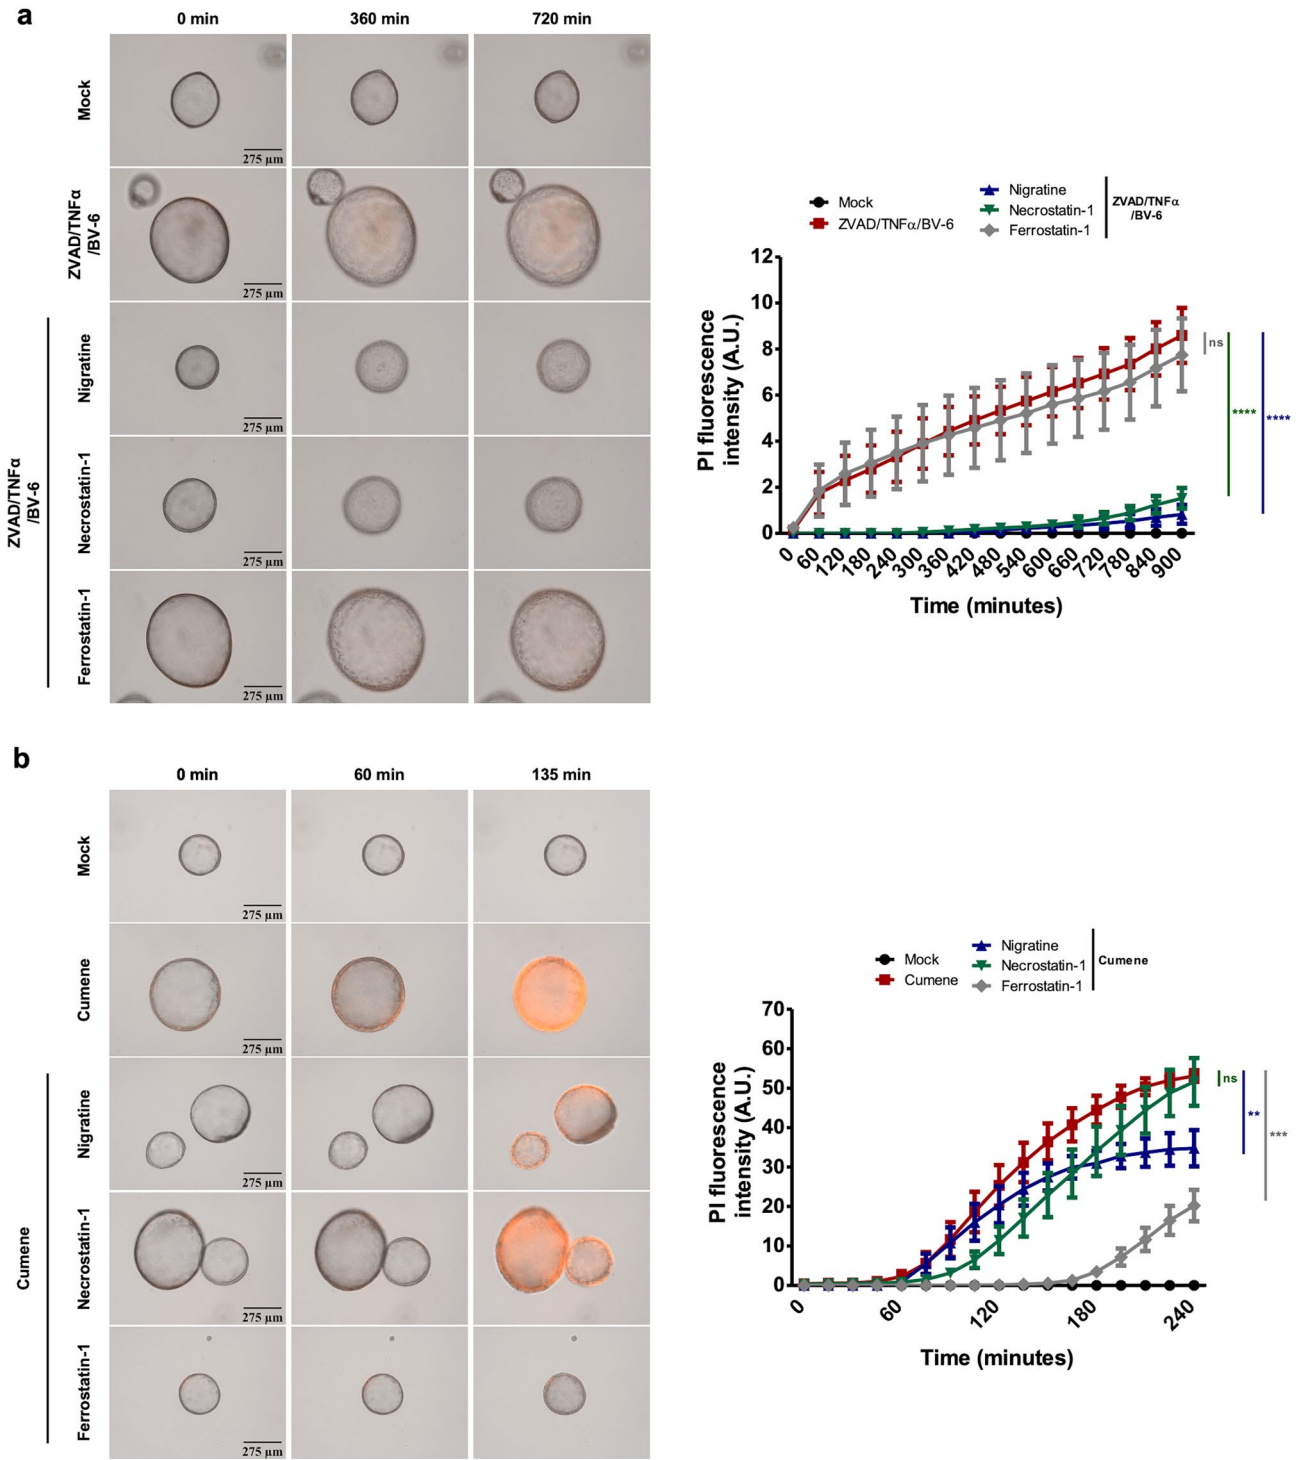 a
0 min
360 min
720 min
Mock
275 µm
ZVAD/TNFα
/BV-6
275 µm
ZVAD/TNFα
/BV-6
Nigratine
275 µm
Necrostatin-1
275 µm
Ferrostatin-1
275 µm
Mock
ZVAD/TNFα/BV-6
Nigratine
Necrostatin-1
Ferrostatin-1
ZVAD/TNFα
/BV-6
PI fluorescence
intensity (A.U.)
12
10
8
6
4
2
0
0 60 120 180 240 300 360 420 480 540 600 660 720 780 840 900
Time (minutes)
ns
****
****
b
0 min
60 min
135 min
Mock
275 µm
Cumene
275 µm
Cumene
Nigratine
275 µm
Necrostatin-1
275 µm
Ferrostatin-1
275 µm
Mock
Cumene
Nigratine
Necrostatin-1
Ferrostatin-1
Cumene
PI fluorescence
intensity (A.U.)
70
60
50
40
30
20
10
0
0 60 120 180 240
Time (minutes)
ns
**
***